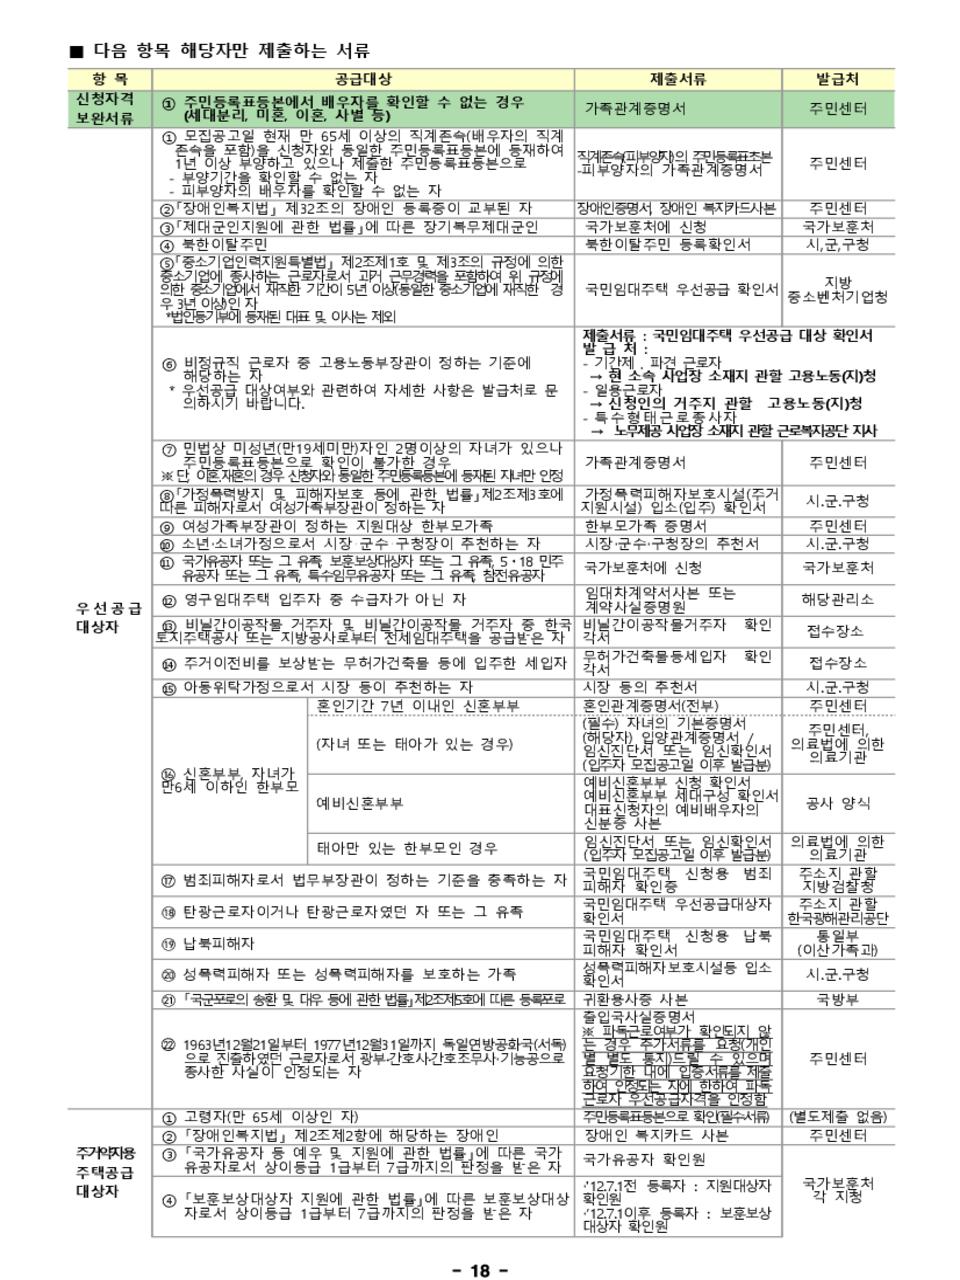 ■ 다음 항목 해당자만 제출하는 서류
항 목 공급대상 제출서류 발급처
신청자격
보완서류
① 주민등록표등본에서 배우자를 확인할 수 없는 경우
(세대분리, 미혼, 이혼, 사별 등)
가족관계증명서 주민센터
우선공급
대상자
① 모집공고일 현재 만 65세 이상의 직계존속(배우자의 직계
존속을 포함)을 신청자와 동일한 주민등록표등본에 등재하여
1년 이상 부양하고 있으나 제출한 주민등록표등본으로
- 부양기간을 확인할 수 없는 자
- 피부양자의 배우자를 확인할 수 없는 자
직계존속(피부양자)의 주민등록표초본
-피부양자의 가족관계증명서
주민센터
②「장애인복지법」 제32조의 장애인 등록증이 교부된 자 장애인증명서, 장애인 복지카드사본 주민센터
③「제대군인지원에 관한 법률」에 따른 장기복무제대군인 국가보훈처에 신청 국가보훈처
④ 북한이탈주민 북한이탈주민 등록확인서 시,군,구청
⑤「중소기업인력지원특별법」 제2조제1호 및 제3조의 규정에 의한
중소기업에 종사하는 근로자로서 과거 근무경력을 포함하여 위 규정에
의한 중소기업에서 재직한 기간이 5년 이상(동일한 중소기업에 재직한 경
우 3년 이상)인 자
*법인등기부에 등재된 대표 및 이사는 제외
국민임대주택 우선공급 확인서
지방
중소벤처기업청
⑥ 비정규직 근로자 중 고용노동부장관이 정하는 기준에
해당하는 자
* 우선공급 대상여부와 관련하여 자세한 사항은 발급처로 문
의하시기 바랍니다.
제출서류 : 국민임대주택 우선공급 대상 확인서
발 급 처 :
- 기간제 . 파견 근로자
→ 현 소속 사업장 소재지 관할 고용노동(지)청
- 일용근로자
→ 신청인의 거주지 관할 고용노동(지)청
- 특수형태근로종사자
→ 노무제공 사업장 소재지 관할 근로복지공단 지사
⑦ 민법상 미성년(만19세미만)자인 2명이상의 자녀가 있으나
주민등록표등본으로 확인이 불가한 경우
※ 단, 이혼.재혼의 경우 신청자와 동일한 주민등록등본에 등재된 자녀만 인정
가족관계증명서 주민센터
⑧「가정폭력방지 및 피해자보호 등에 관한 법률」제2조제3호에
따른 피해자로서 여성가족부장관이 정하는 자
가정폭력피해자보호시설(주거
지원시설) 입소(입주) 확인서
시.군.구청
⑨ 여성가족부장관이 정하는 지원대상 한부모가족 한부모가족 증명서 주민센터
⑩ 소년·소녀가정으로서 시장·군수·구청장이 추천하는 자 시장·군수·구청장의 추천서 시.군.구청
⑪ 국가유공자 또는 그 유족, 보훈보상대상자 또는 그 유족, 5·18 민주
유공자 또는 그 유족, 특수임무유공자 또는 그 유족, 참전유공자
국가보훈처에 신청 국가보훈처
⑫ 영구임대주택 입주자 중 수급자가 아닌 자
임대차계약서사본 또는
계약사실증명원
해당관리소
⑬ 비닐간이공작물 거주자 및 비닐간이공작물 거주자 중 한국
토지주택공사 또는 지방공사로부터 전세임대주택을 공급받은 자
비닐간이공작물거주자 확인
각서
접수장소
⑭ 주거이전비를 보상받는 무허가건축물 등에 입주한 세입자
무허가건축물등세입자 확인
각서
접수장소
⑮ 아동위탁가정으로서 시장 등이 추천하는 자 시장 등의 추천서 시.군.구청
⑯ 신혼부부, 자녀가
만6세 이하인 한부모
혼인기간 7년 이내인 신혼부부 혼인관계증명서(전부) 주민센터
(자녀 또는 태아가 있는 경우)
(필수) 자녀의 기본증명서
(해당자) 입양관계증명서 /
임신진단서 또는 임신확인서
(입주자 모집공고일 이후 발급분)
주민센터,
의료법에 의한
의료기관
예비신혼부부
예비신혼부부 신청 확인서
예비신혼부부 세대구성 확인서
대표신청자의 예비배우자의
신분증 사본
공사 양식
태아만 있는 한부모인 경우
임신진단서 또는 임신확인서
(입주자 모집공고일 이후 발급분)
의료법에 의한
의료기관
⑰ 범죄피해자로서 법무부장관이 정하는 기준을 충족하는 자
국민임대주택 신청용 범죄
피해자 확인증
주소지 관할
지방검찰청
⑱ 탄광근로자이거나 탄광근로자였던 자 또는 그 유족
국민임대주택 우선공급대상자
확인서
주소지 관할
한국광해관리공단
⑲ 납북피해자
국민임대주택 신청용 납북
피해자 확인서
통일부
(이산가족과)
⑳ 성폭력피해자 또는 성폭력피해자를 보호하는 가족
성폭력피해자보호시설등 입소
확인서
시.군.구청
㉑ 「국군포로의 송환 및 대우 등에 관한 법률」제2조제5호에 따른 등록포로 귀환용사증 사본 국방부
㉒ 1963년12월21일부터 1977년12월31일까지 독일연방공화국(서독)
으로 진출하였던 근로자로서 광부·간호사·간호조무사·기능공으로
종사한 사실이 인정되는 자
출입국사실증명서
※ 파독근로여부가 확인되지 않
는 경우 추가서류를 요청(개인
별 별도 통지)드릴 수 있으며
요청기한 내에 입증서류를 제출
하여 인정되는 자에 한하여 파독
근로자 우선공급자격을 인정함
주민센터
주거약자용
주택공급
대상자
① 고령자(만 65세 이상인 자) 주민등록표등본으로 확인(필수서류) (별도제출 없음)
② 「장애인복지법」 제2조제2항에 해당하는 장애인 장애인 복지카드 사본 주민센터
③ 「국가유공자 등 예우 및 지원에 관한 법률」에 따른 국가
유공자로서 상이등급 1급부터 7급까지의 판정을 받은 자
국가유공자 확인원
국가보훈처
각 지청
④ 「보훈보상대상자 지원에 관한 법률」에 따른 보훈보상대상
자로서 상이등급 1급부터 7급까지의 판정을 받은 자
·'12.7.1전 등록자 : 지원대상자
확인원
·'12.7.1이후 등록자 : 보훈보상
대상자 확인원
- 18 -